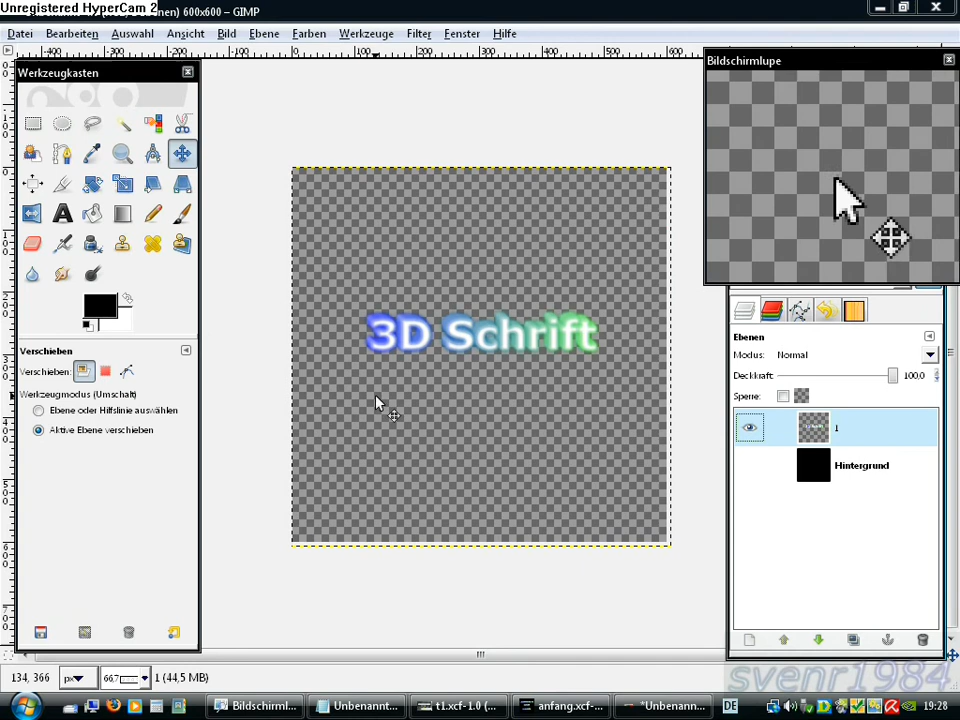 Unregistered HyperCam 2
600x600 – GIMP
Datei Bearbeiten Auswahl Ansicht Bild Ebene Farben Werkzeuge Filter Fenster Hilfe
Werkzeugkasten
Bildschirmlupe
3D Schrift
Verschieben
Verschieben:
Werkzeugmodus (Umschalt)
Ebene oder Hilfslinie auswählen
Aktive Ebene verschieben
Ebenen
Modus: Normal
Deckkraft: 100,0
Sperre:
1
Hintergrund
134, 366 px 66,7 1 (44,5 MB)
svenr1984
Bildschirml... Unbenannt... t1.xcf-1.0 (... anfang.xcf-... *Unbenann... DE 19:28